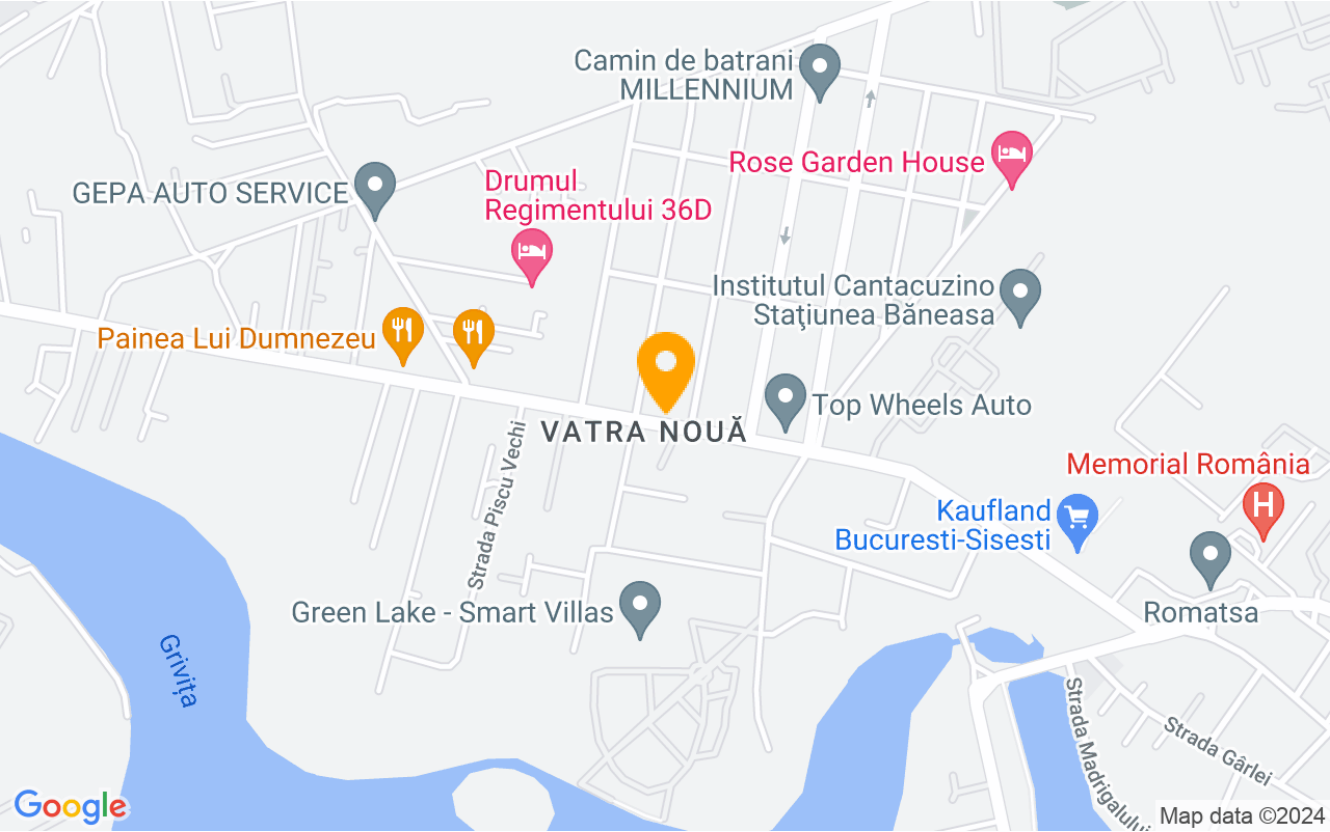 Camin de batrani
MILLENNIUM
Rose Garden House
GEPA AUTO SERVICE
Drumul
Regimentului 36D
Institutul Cantacuzino
Staţiunea Băneasa
Painea Lui Dumnezeu
Top Wheels Auto
VATRA NOUĂ
Memorial România
H
Strada Piscu Vechi
Kaufland
Bucuresti-Sisesti
Green Lake - Smart Villas
Romatsa
Grivița
Strada Madrigalului
Strada Gârlei
Google
Map data ©2024